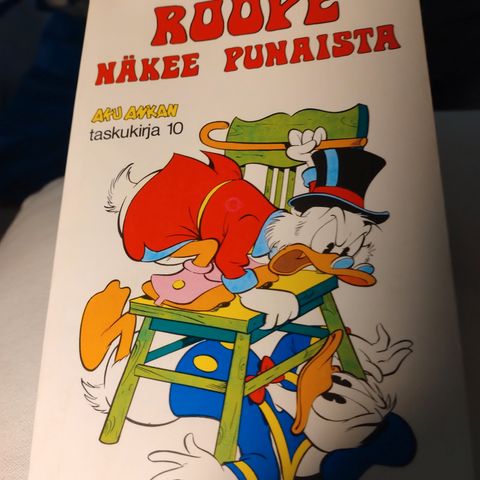 ROOPE
NÄKEE PUNAISTA
AKU ANKAN
taskukirja 10